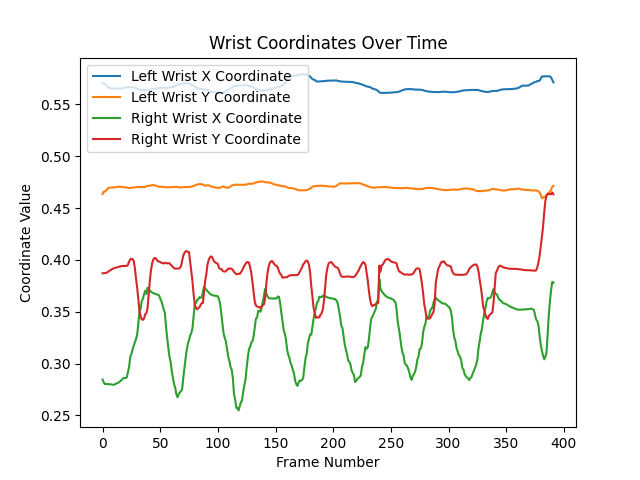 Wrist Coordinates Over Time
Left Wrist X Coordinate
Left Wrist Y Coordinate
Right Wrist X Coordinate
Right Wrist Y Coordinate
Coordinate Value
0.55
0.50
0.45
0.40
0.35
0.30
0.25
0 50 100 150 200 250 300 350 400
Frame Number